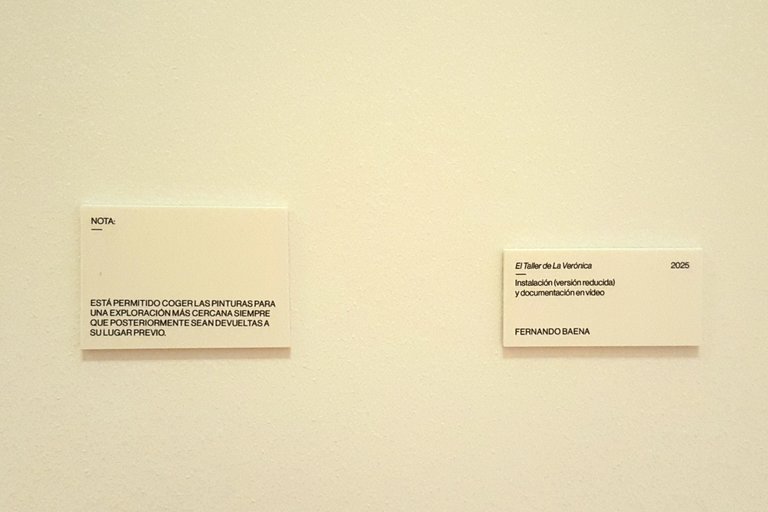 NOTA:
ESTÁ PERMITIDO COGER LAS PINTURAS PARA
UNA EXPLORACIÓN MÁS CERCANA SIEMPRE
QUE POSTERIORMENTE SEAN DEVUELTAS A
SU LUGAR PREVIO.
El Taller de La Verónica 2025
Instalación (versión reducida)
y documentación en vídeo
FERNANDO BAENA